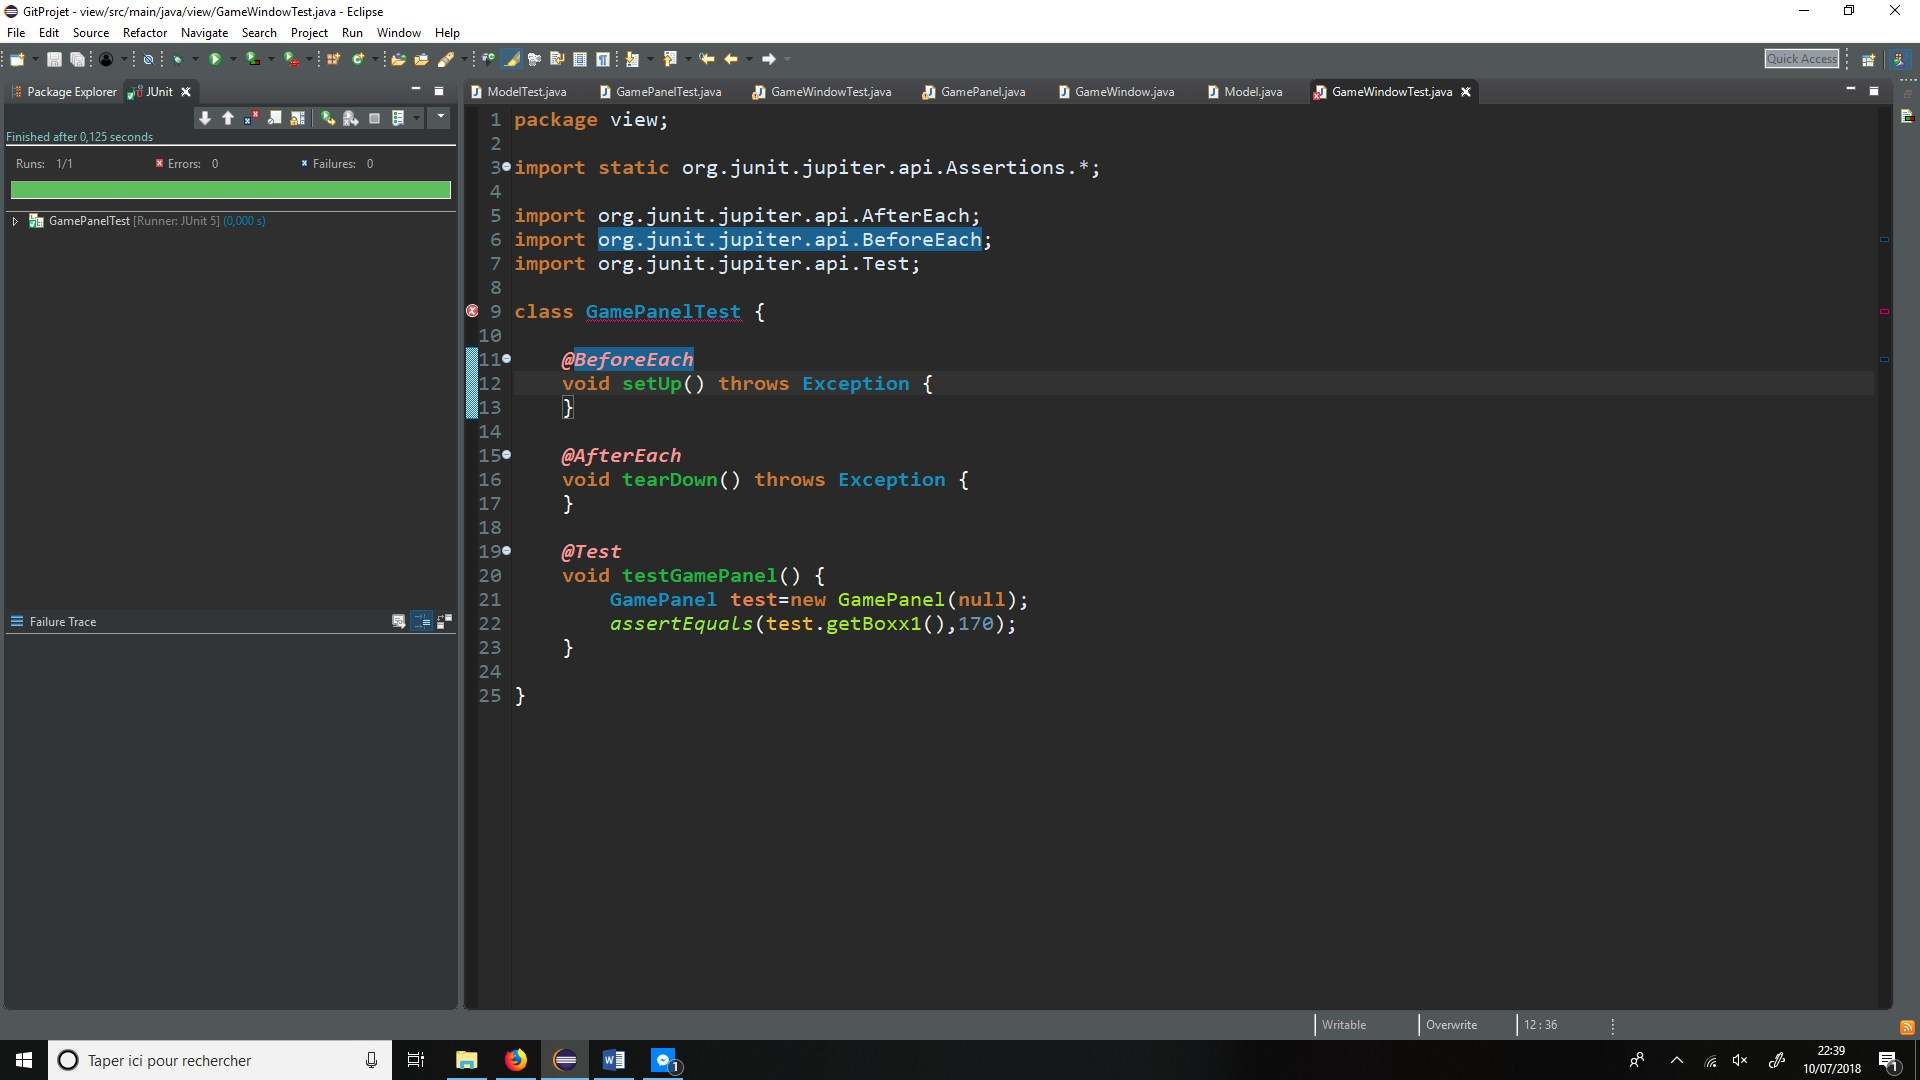 GitProjet - view/src/main/java/view/GameWindowTest.java - Eclipse
File Edit Source Refactor Navigate Search Project Run Window Help
Quick Access
Package Explorer JUnit
ModelTest.java GamePanelTest.java GameWindowTest.java GamePanel.java GameWindow.java Model.java GameWindowTest.java
Finished after 0,125 seconds
Runs: 1/1 Errors: 0 Failures: 0
GamePanelTest [Runner: JUnit 5] (0,000 s)
Failure Trace
1 package view;
2
3 import static org.junit.jupiter.api.Assertions.*;
4
5 import org.junit.jupiter.api.AfterEach;
6 import org.junit.jupiter.api.BeforeEach;
7 import org.junit.jupiter.api.Test;
8
9 class GamePanelTest {
10
11 @BeforeEach
12 void setUp() throws Exception {
13 }
14
15 @AfterEach
16 void tearDown() throws Exception {
17 }
18
19 @Test
20 void testGamePanel() {
21 GamePanel test=new GamePanel(null);
22 assertEquals(test.getBoxx1(),170);
23 }
24
25 }
Writable Overwrite 12 : 36
Taper ici pour rechercher
1
22:39
10/07/2018
1